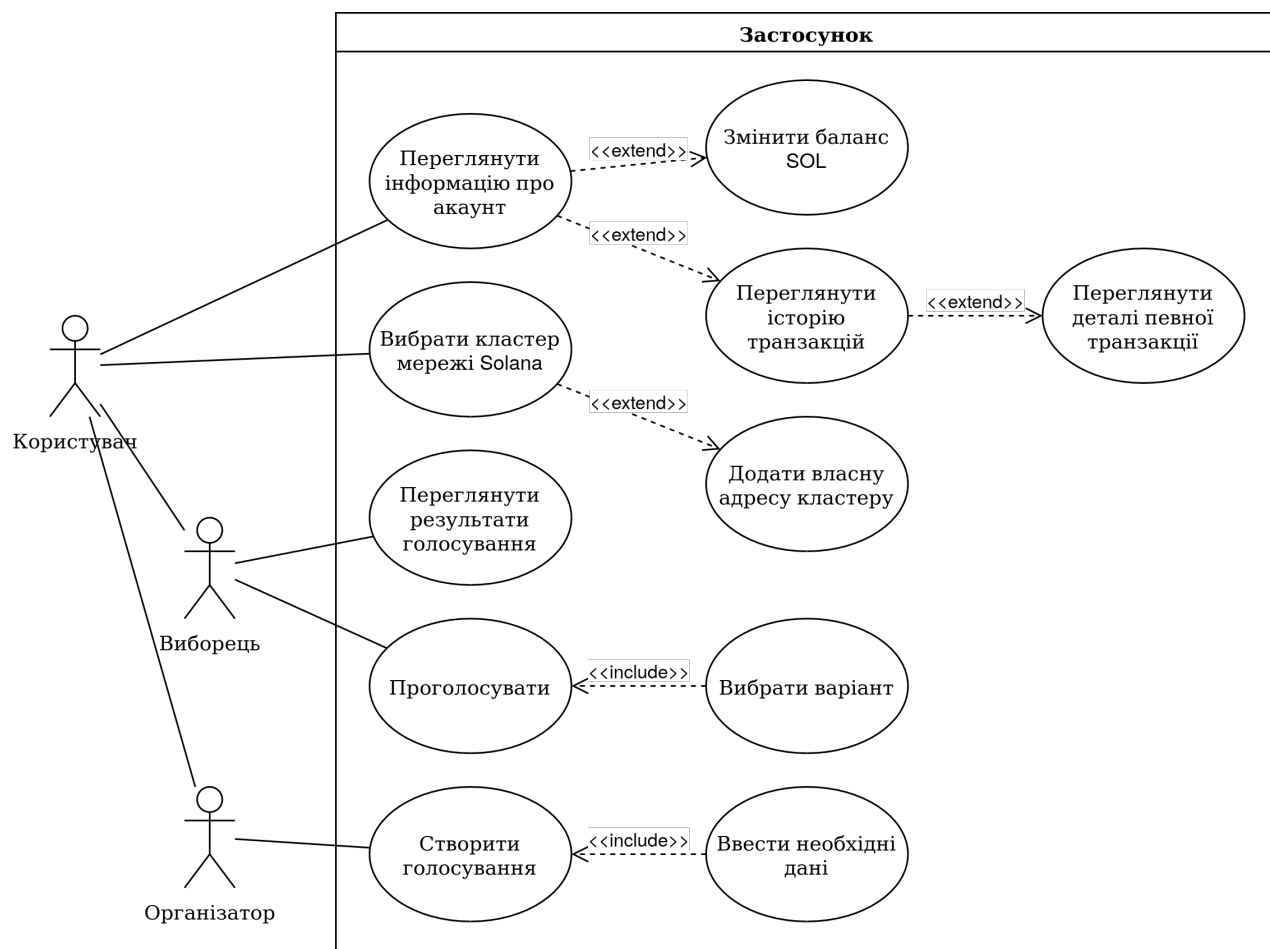 Застосунок
Переглянути
інформацію про
акаунт
<<extend>>
Змінити баланс
SOL
<<extend>>
Переглянути
історію
транзакцій
<<extend>>
Переглянути
деталі певної
транзакції
Користувач
Вибрати кластер
мережі Solana
<<extend>>
Додати власну
адресу кластеру
Переглянути
результати
голосування
Виборець
Проголосувати
<<include>>
Вибрати варіант
Організатор
Створити
голосування
<<include>>
Ввести необхідні
дані